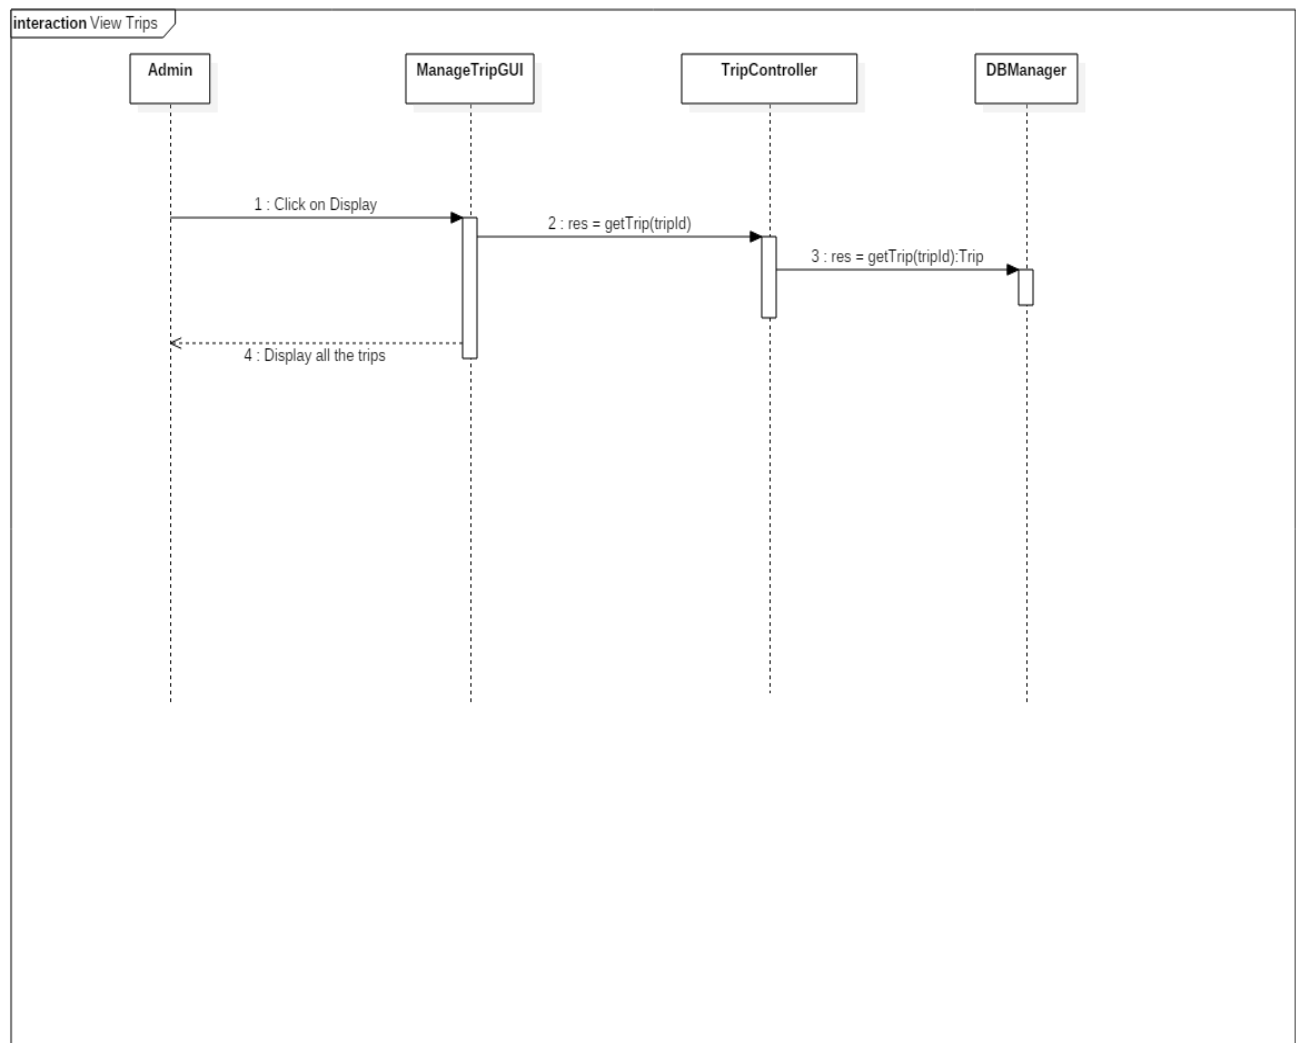 interaction View Trips
Admin
ManageTripGUI
TripController
DBManager
1 : Click on Display
2 : res = getTrip(tripId)
3 : res = getTrip(tripId):Trip
4 : Display all the trips